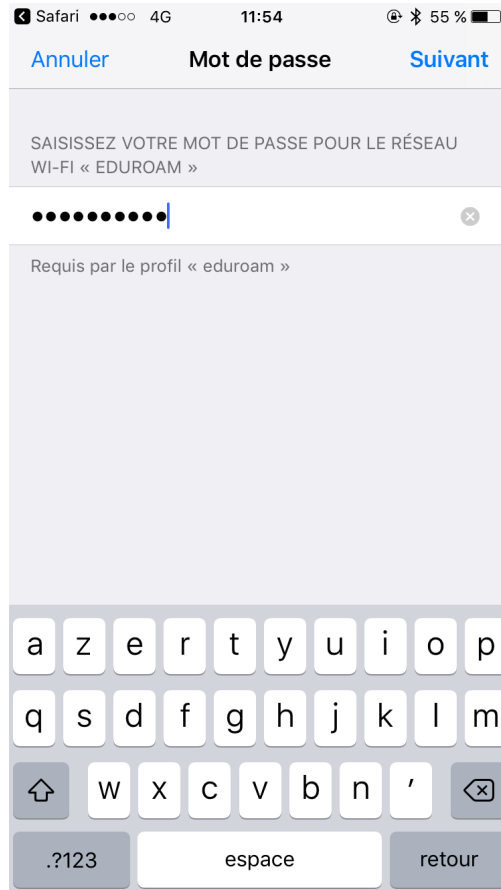 Safari 4G 11:54 55 %
Annuler Mot de passe Suivant
SAISISSEZ VOTRE MOT DE PASSE POUR LE RÉSEAU
WI-FI « EDUROAM »
••••••••••
Requis par le profil « eduroam »
a z e r t y u i o p
q s d f g h j k l m
w x c v b n ’
.?123 espace retour